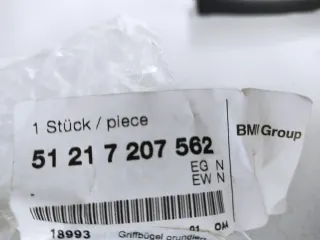 1 Stück / piece
BMW Group
51 21 7 207 562
EG N
EW N
18993 Griffbügel grundiert 01